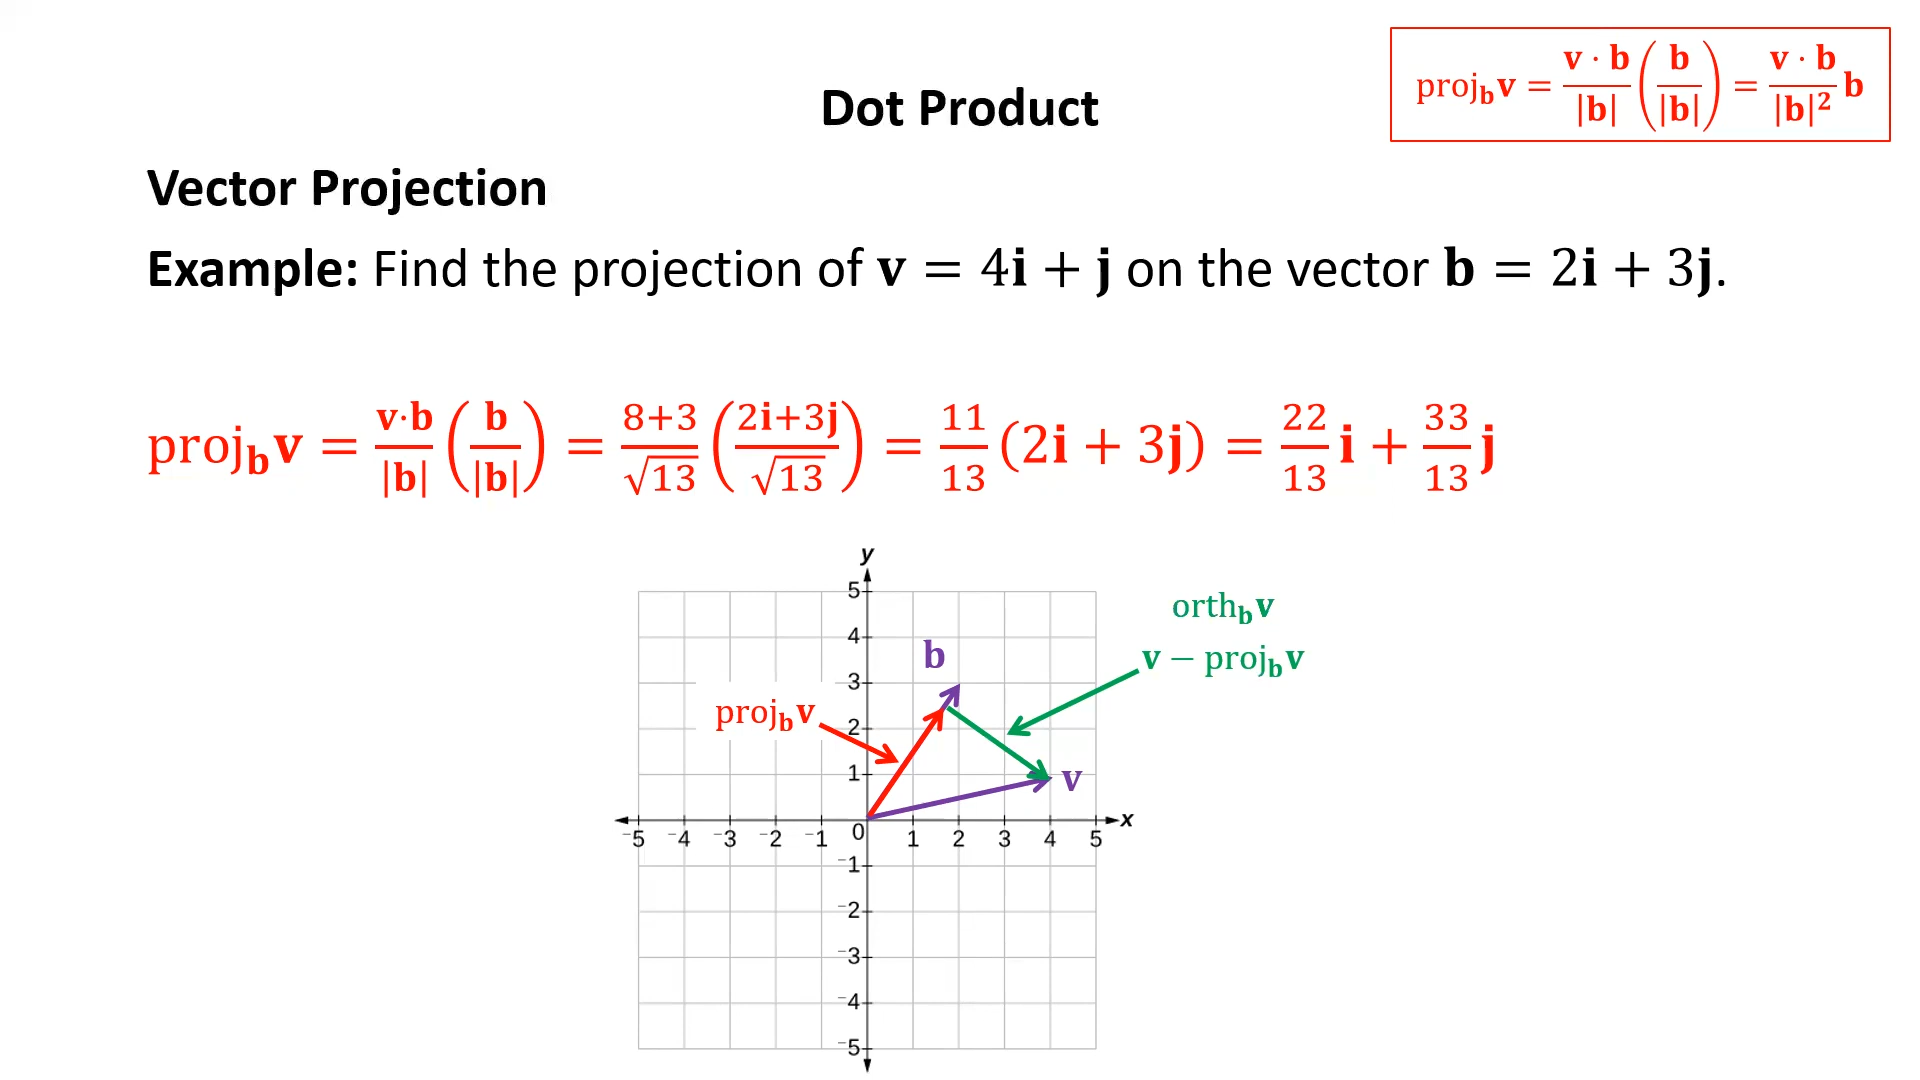 proj_b v = v · b / |b| (b / |b|) = v · b / |b|² b
Dot Product
Vector Projection
Example: Find the projection of v = 4i + j on the vector b = 2i + 3j.
proj_b v = v·b / |b| (b / |b|) = 8+3 / √13 (2i+3j / √13) = 11/13 (2i + 3j) = 22/13 i + 33/13 j
y
5
orth_b v
4
b
v − proj_b v
3
proj_b v
2
1
v
x
-5 -4 -3 -2 -1 0 1 2 3 4 5
-1
-2
-3
-4
-5